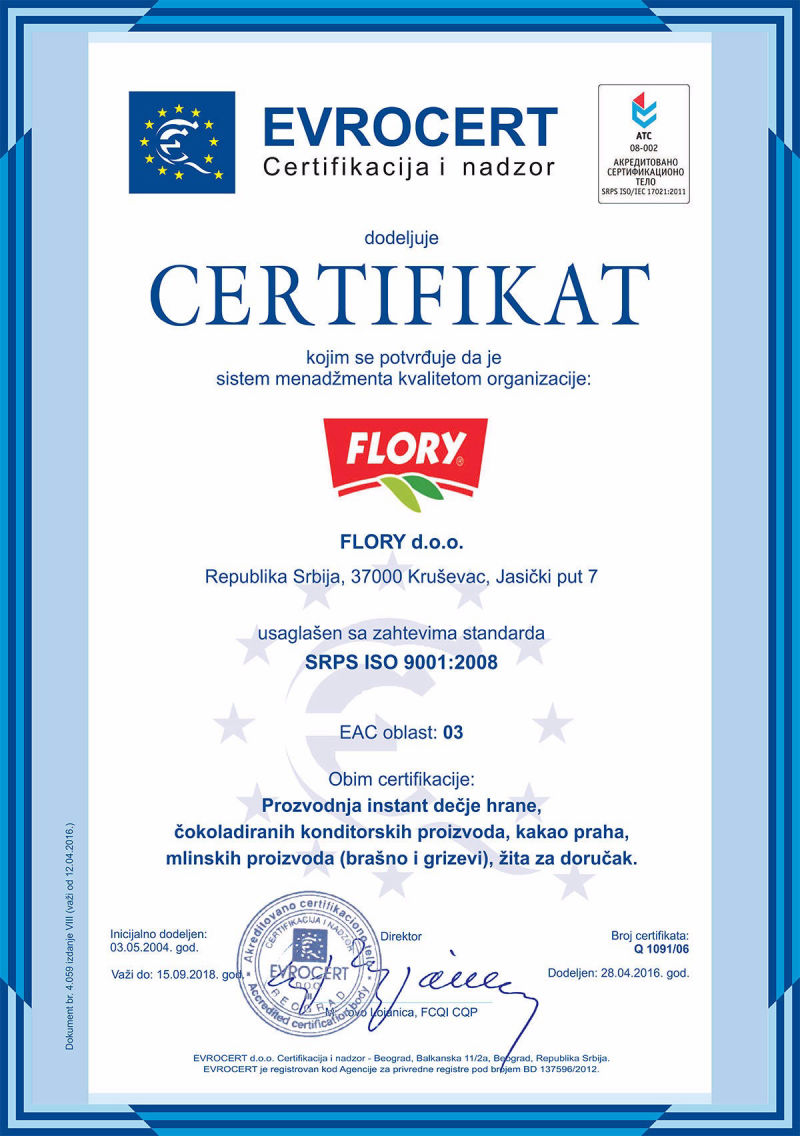 EVROCERT
Certifikacija i nadzor
АТС
08-002
АКРЕДИТОВАНО
СЕРТИФИКАЦИОНО
ТЕЛО
SRPS ISO/IEC 17021:2011
dodeljuje
CERTIFIKAT
kojim se potvrđuje da je
sistem menadžmenta kvalitetom organizacije:
FLORY®
FLORY d.o.o.
Republika Srbija, 37000 Kruševac, Jasički put 7
usaglašen sa zahtevima standarda
SRPS ISO 9001:2008
EAC oblast: 03
Obim certifikacije:
Prozvodnja instant dečje hrane,
čokoladiranih konditorskih proizvoda, kakao praha,
mlinskih proizvoda (brašno i grizevi), žita za doručak.
Inicijalno dodeljen:
03.05.2004. god.
Važi do: 15.09.2018. god.
Akreditovano certifikaciono telo
CERTIFIKACIJA I NADZOR
EVROCERT
DOO
BEOGRAD
Accredited certification body
Direktor
Lojanica, FCQI CQP
Broj certifikata:
Q 1091/06
Dodeljen: 28.04.2016. god.
EVROCERT d.o.o. Certifikacija i nadzor - Beograd, Balkanska 11/2a, Beograd, Republika Srbija.
EVROCERT je registrovan kod Agencije za privredne registre pod brojem BD 137596/2012.
Dokument br. 4.059 izdanje VIII (važi od 12.04.2016.)